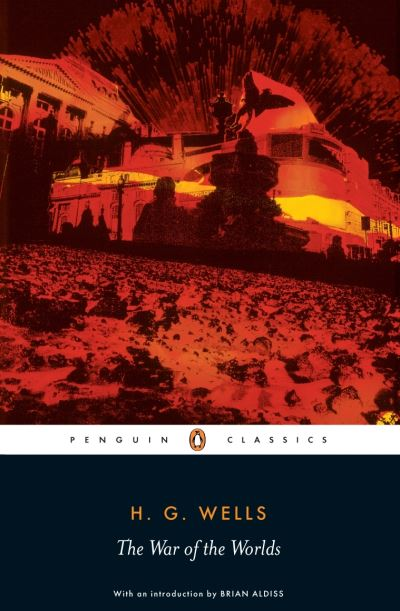 PENGUIN CLASSICS
H. G. WELLS
The War of the Worlds
With an introduction by BRIAN ALDISS